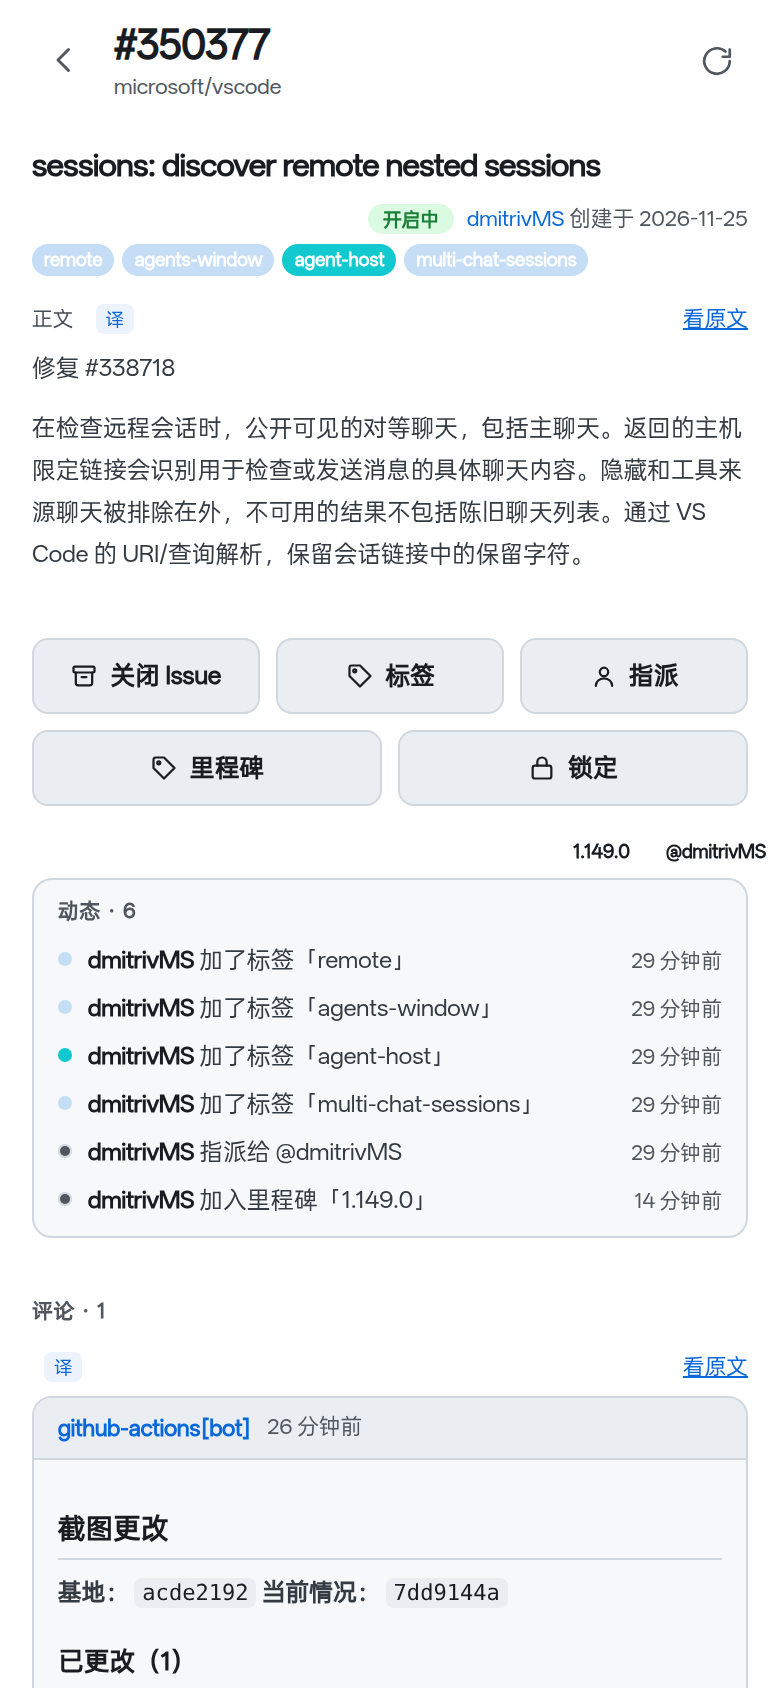 #350377
microsoft/vscode
sessions: discover remote nested sessions
开启中 dmitrivMS 创建于 2026-11-25
remote agents-window agent-host multi-chat-sessions
正文 译 看原文
修复 #338718
在检查远程会话时，公开可见的对等聊天，包括主聊天。返回的主机
限定链接会识别用于检查或发送消息的具体聊天内容。隐藏和工具来
源聊天被排除在外，不可用的结果不包括陈旧聊天列表。通过 VS
Code 的 URI/查询解析，保留会话链接中的保留字符。
关闭 Issue 标签 指派
里程碑 锁定
1.149.0 @dmitrivMS
动态 · 6
dmitrivMS 加了标签「remote」 29 分钟前
dmitrivMS 加了标签「agents-window」 29 分钟前
dmitrivMS 加了标签「agent-host」 29 分钟前
dmitrivMS 加了标签「multi-chat-sessions」 29 分钟前
dmitrivMS 指派给 @dmitrivMS 29 分钟前
dmitrivMS 加入里程碑「1.149.0」 14 分钟前
评论 · 1
译 看原文
github-actions[bot] 26 分钟前
截图更改
基地： acde2192 当前情况： 7dd9144a
已更改（1）